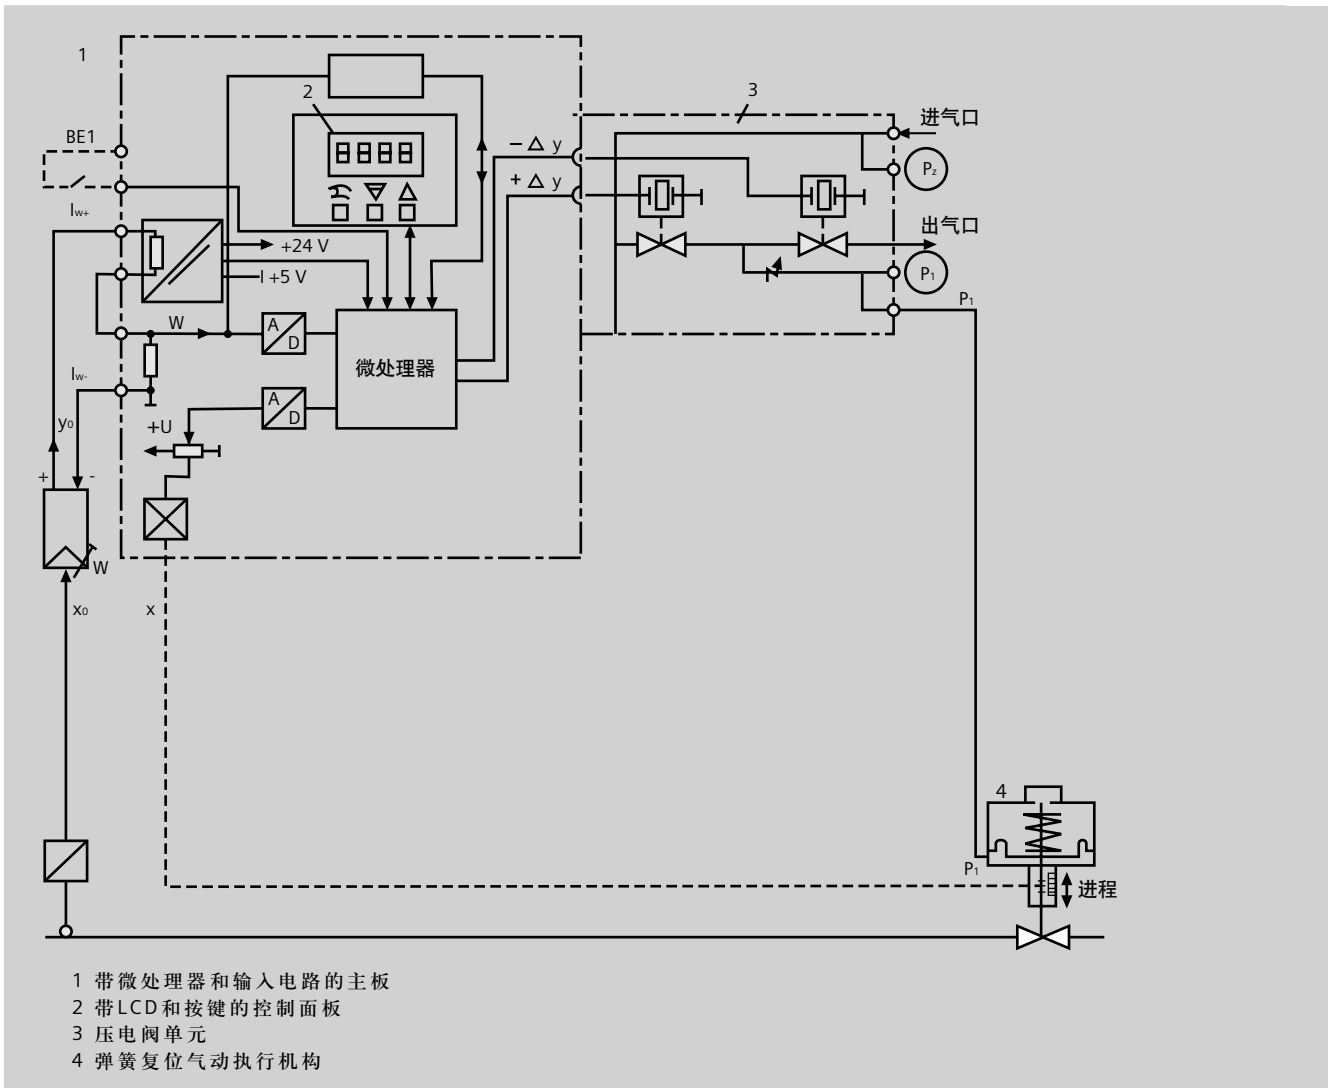 1
2
3
进气口
BE1
− △ y
Pz
+ △ y
Iw+
出气口
+24 V
I +5 V
P1
P1
W
A
D
微处理器
Iw-
A
D
y0
+U
+
-
W
x0
x
4
P1
进程
1 带微处理器和输入电路的主板
2 带LCD和按键的控制面板
3 压电阀单元
4 弹簧复位气动执行机构